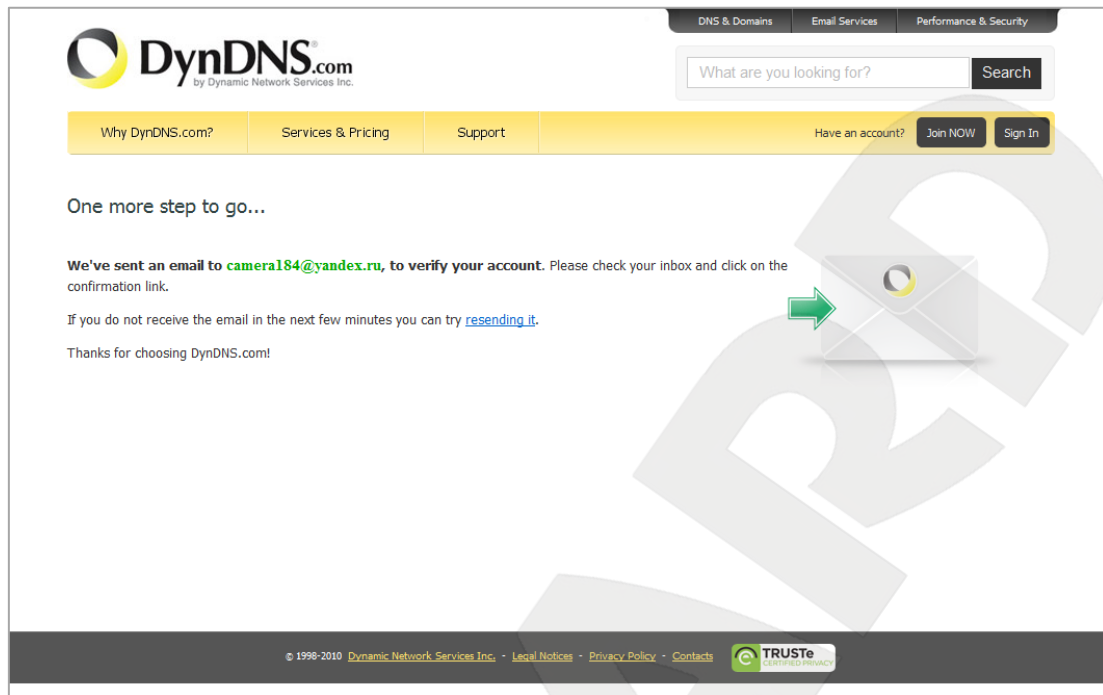 DNS & Domains Email Services Performance & Security
DynDNS.com
by Dynamic Network Services Inc.
What are you looking for? Search
Why DynDNS.com? Services & Pricing Support Have an account? Join NOW Sign In
One more step to go...
We've sent an email to camera184@yandex.ru, to verify your account. Please check your inbox and click on the
confirmation link.
If you do not receive the email in the next few minutes you can try resending it.
Thanks for choosing DynDNS.com!
© 1998-2010 Dynamic Network Services Inc. - Legal Notices - Privacy Policy - Contacts TRUSTe
CERTIFIED PRIVACY